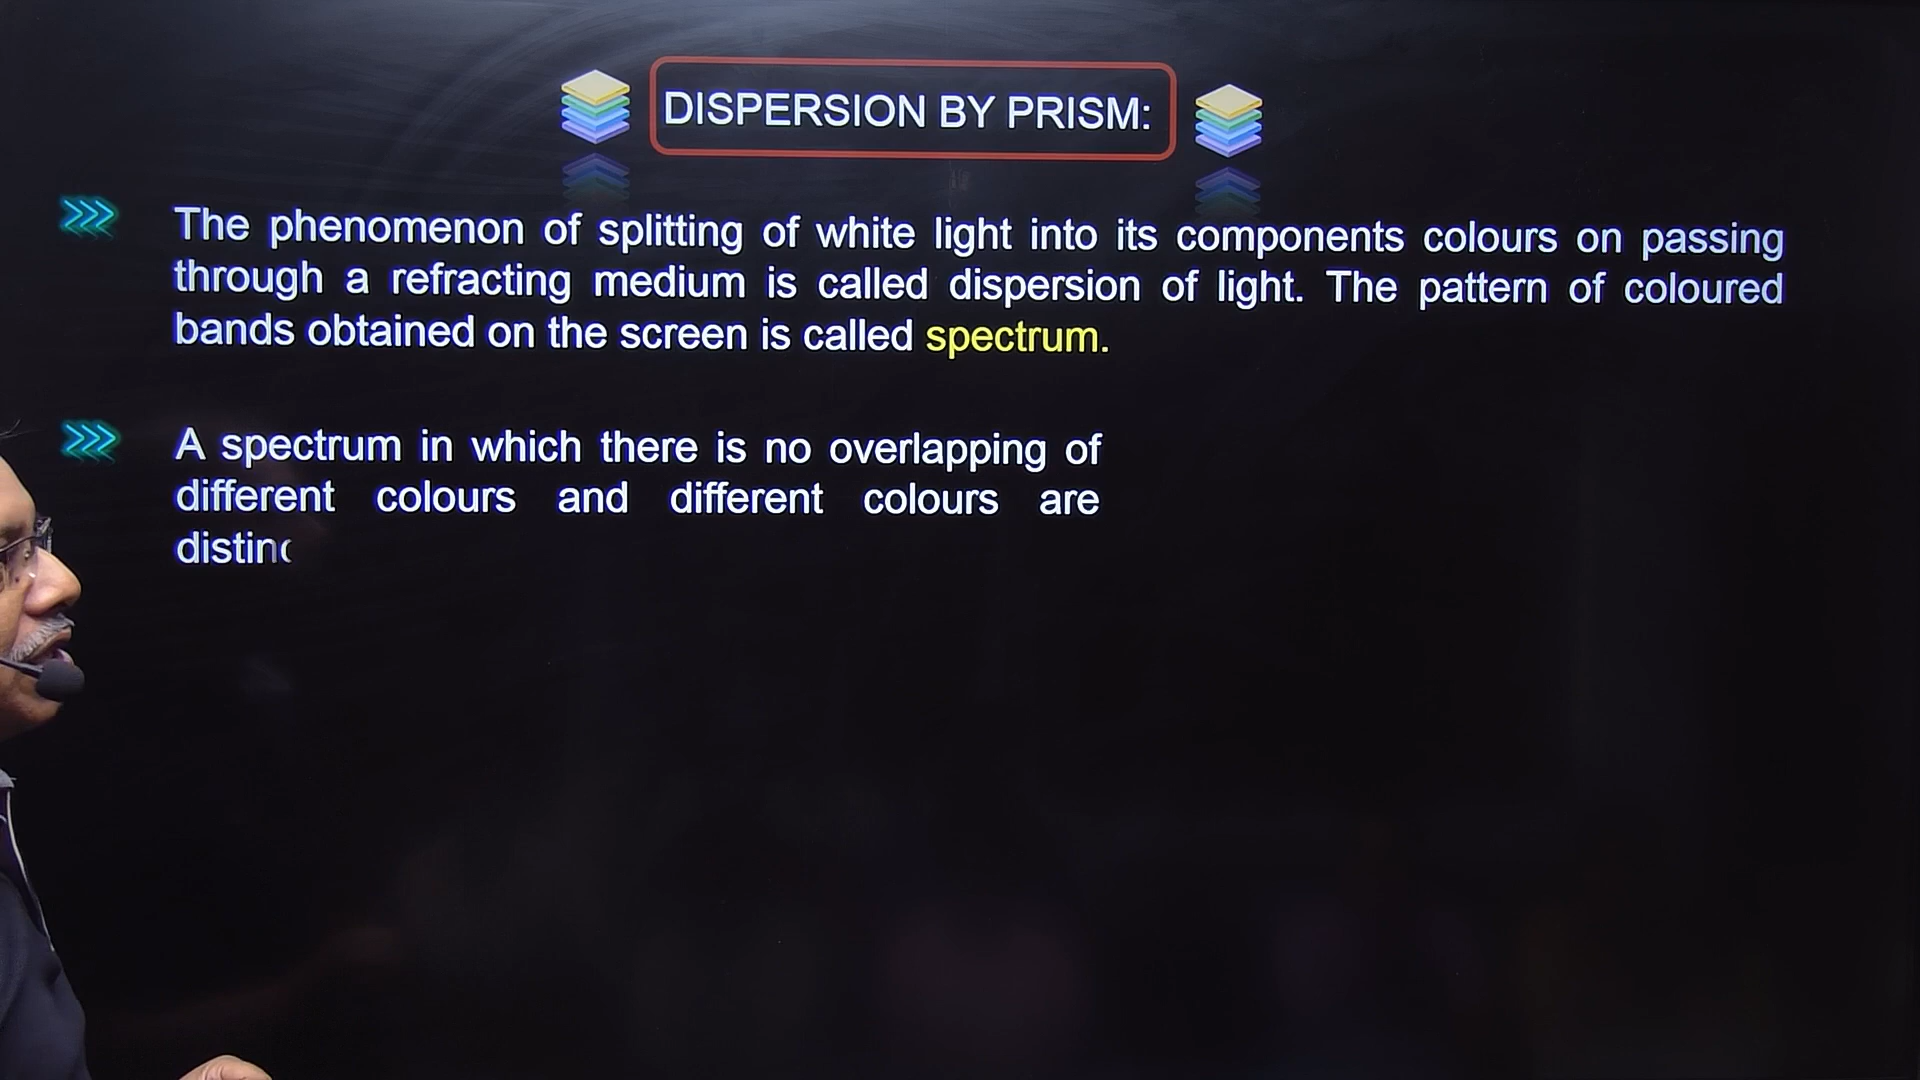 DISPERSION BY PRISM:
The phenomenon of splitting of white light into its components colours on passing
through a refracting medium is called dispersion of light. The pattern of coloured
bands obtained on the screen is called spectrum.
A spectrum in which there is no overlapping of
different colours and different colours are